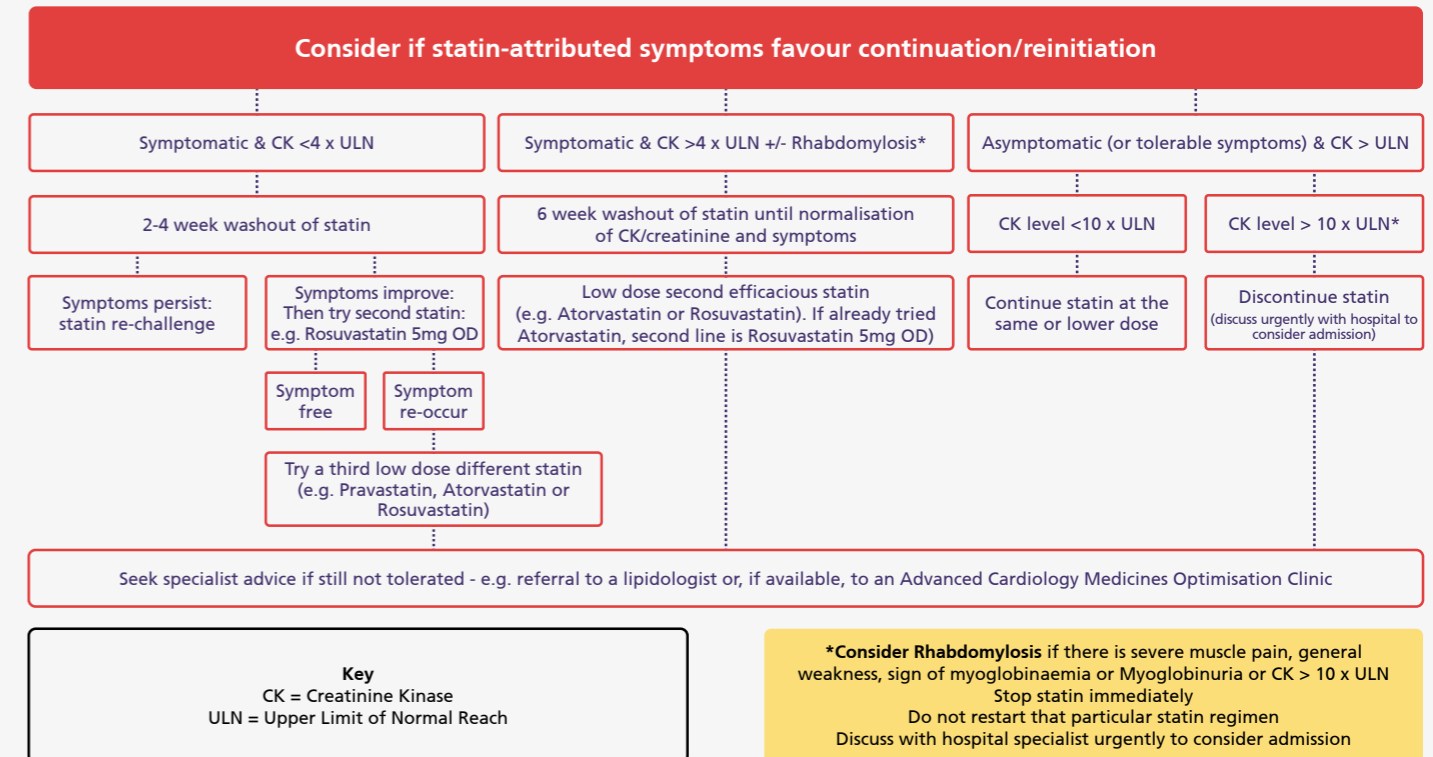 Consider if statin-attributed symptoms favour continuation/reinitiation
Symptomatic & CK <4 x ULN
Symptomatic & CK >4 x ULN +/- Rhabdomylosis*
Asymptomatic (or tolerable symptoms) & CK > ULN
2-4 week washout of statin
6 week washout of statin until normalisation
of CK/creatinine and symptoms
CK level <10 x ULN
CK level > 10 x ULN*
Symptoms persist:
statin re-challenge
Symptoms improve:
Then try second statin:
e.g. Rosuvastatin 5mg OD
Low dose second efficacious statin
(e.g. Atorvastatin or Rosuvastatin). If already tried
Atorvastatin, second line is Rosuvastatin 5mg OD)
Continue statin at the
same or lower dose
Discontinue statin
(discuss urgently with hospital to
consider admission)
Symptom
free
Symptom
re-occur
Try a third low dose different statin
(e.g. Pravastatin, Atorvastatin or
Rosuvastatin)
Seek specialist advice if still not tolerated - e.g. referral to a lipidologist or, if available, to an Advanced Cardiology Medicines Optimisation Clinic
Key
CK = Creatinine Kinase
ULN = Upper Limit of Normal Reach
*Consider Rhabdomylosis if there is severe muscle pain, general
weakness, sign of myoglobinaemia or Myoglobinuria or CK > 10 x ULN
Stop statin immediately
Do not restart that particular statin regimen
Discuss with hospital specialist urgently to consider admission